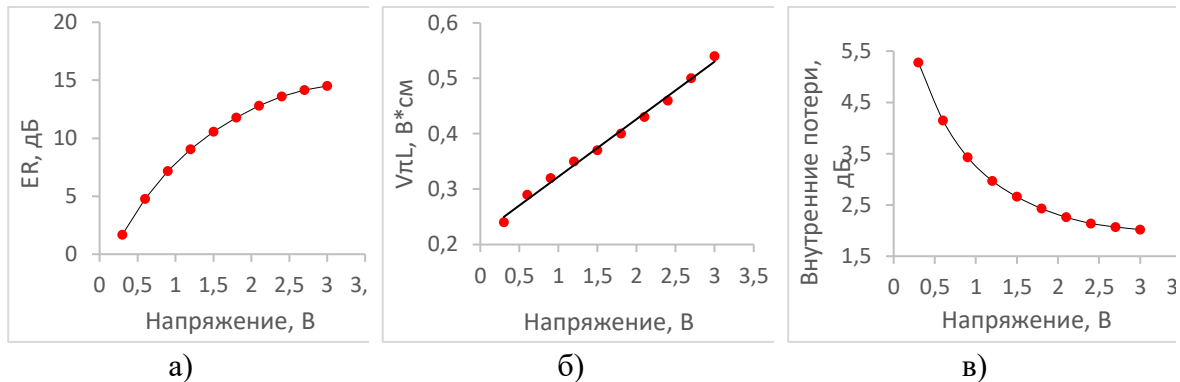 20
15
10
5
0
ER, дБ
0 0,5 1 1,5 2 2,5 3 3,
Напряжение, В
а)
0,6
0,5
0,4
0,3
0,2
VπL, В*см
0 0,5 1 1,5 2 2,5 3 3,5
Напряжение, В
б)
5,5
4,5
3,5
2,5
1,5
Внутренние потери,
дБ
0 0,5 1 1,5 2 2,5 3 3
Напряжение, В
в)